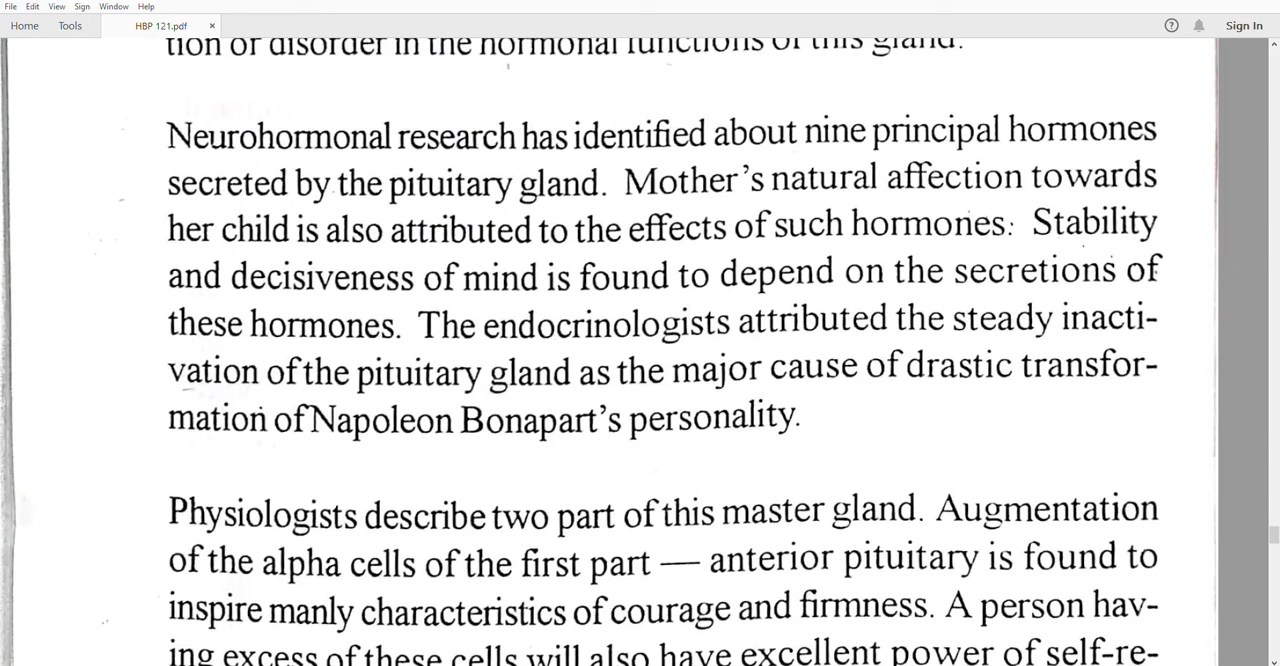 File Edit View Sign Window Help
Home Tools HBP 121.pdf × Sign In
tion or disorder in the hormonal functions of this gland.
Neurohormonal research has identified about nine principal hormones
secreted by the pituitary gland. Mother's natural affection towards
her child is also attributed to the effects of such hormones: Stability
and decisiveness of mind is found to depend on the secretions of
these hormones. The endocrinologists attributed the steady inacti-
vation of the pituitary gland as the major cause of drastic transfor-
mation of Napoleon Bonapart's personality.
Physiologists describe two part of this master gland. Augmentation
of the alpha cells of the first part — anterior pituitary is found to
inspire manly characteristics of courage and firmness. A person hav-
ing excess of these cells will also have excellent power of self-re-